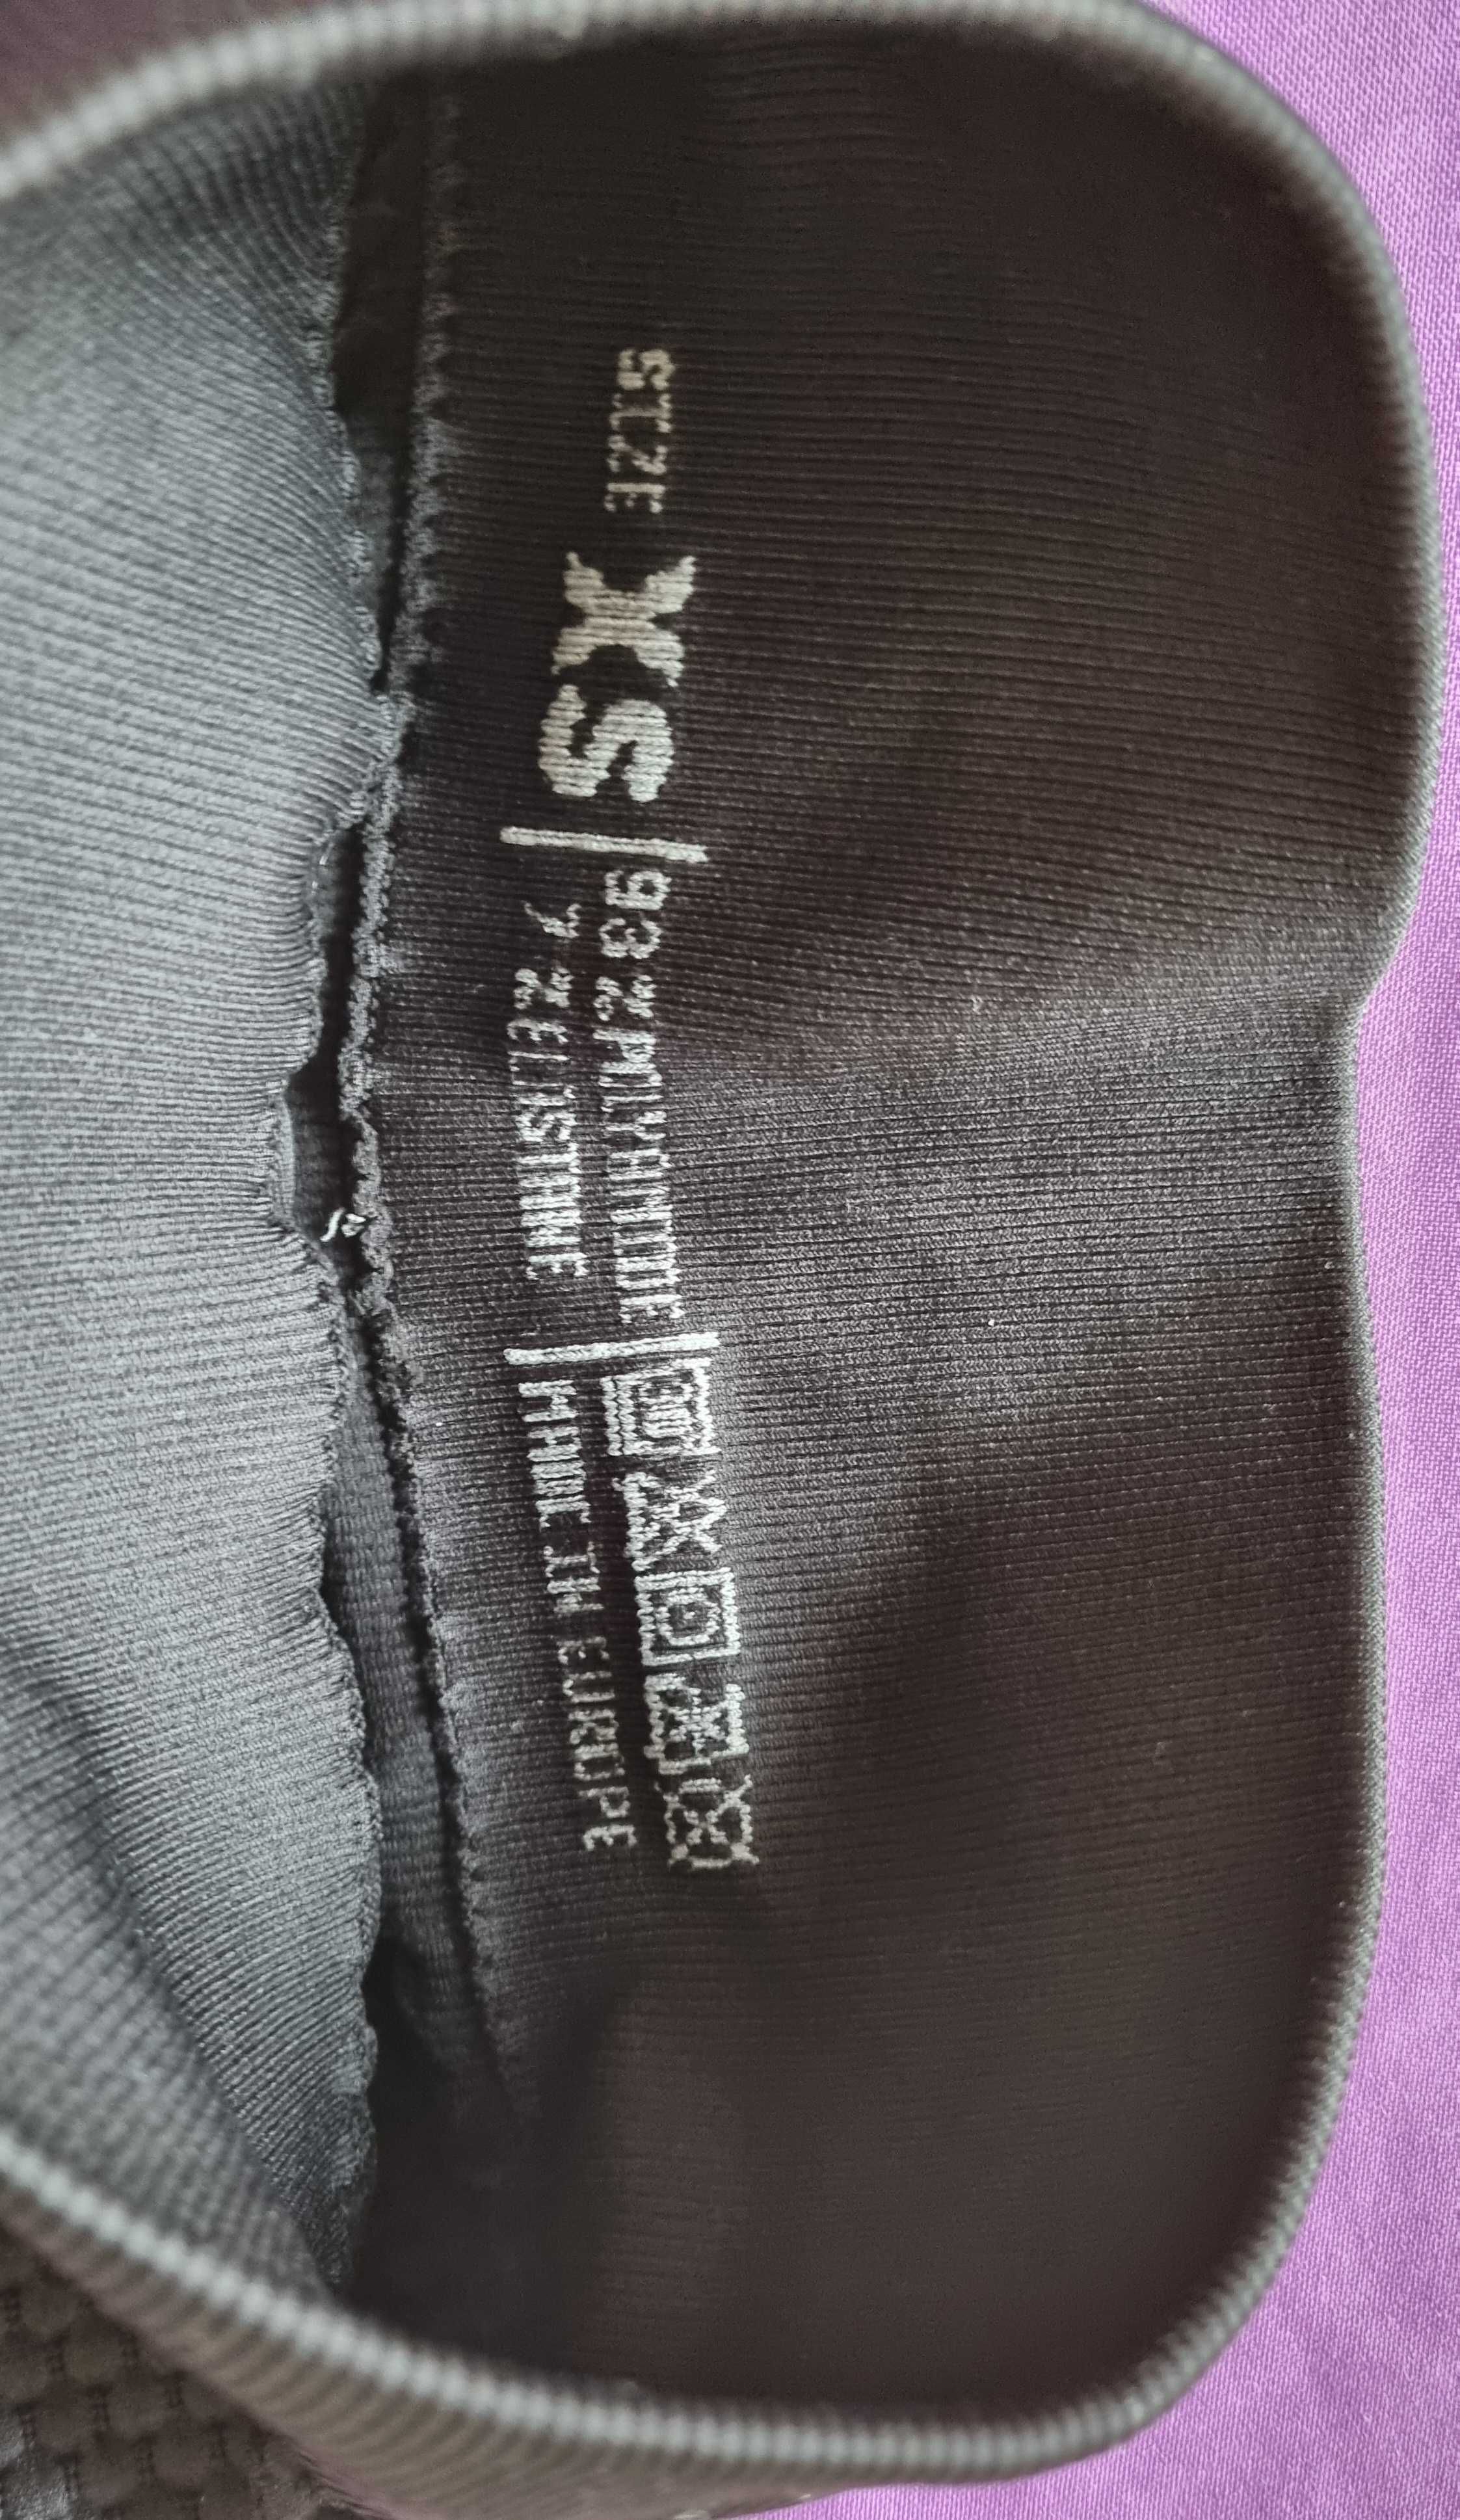 SIZE
XS
93% POLYAMIDE
7% ELASTANE
MADE IN EUROPE